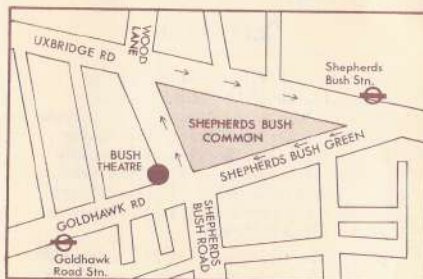 UXBRIDGE RD
WOOD
LANE
Shepherds
Bush Stn.
SHEPHERDS BUSH
COMMON
BUSH
THEATRE
SHEPHERDS BUSH GREEN
GOLDHAWK RD
SHEPHERDS
BUSH ROAD
Goldhawk
Road Stn.